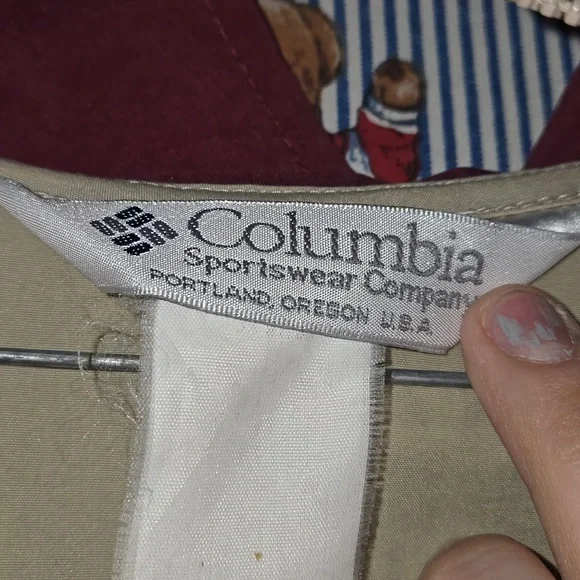 Columbia
Sportswear Company
PORTLAND, OREGON U.S.A